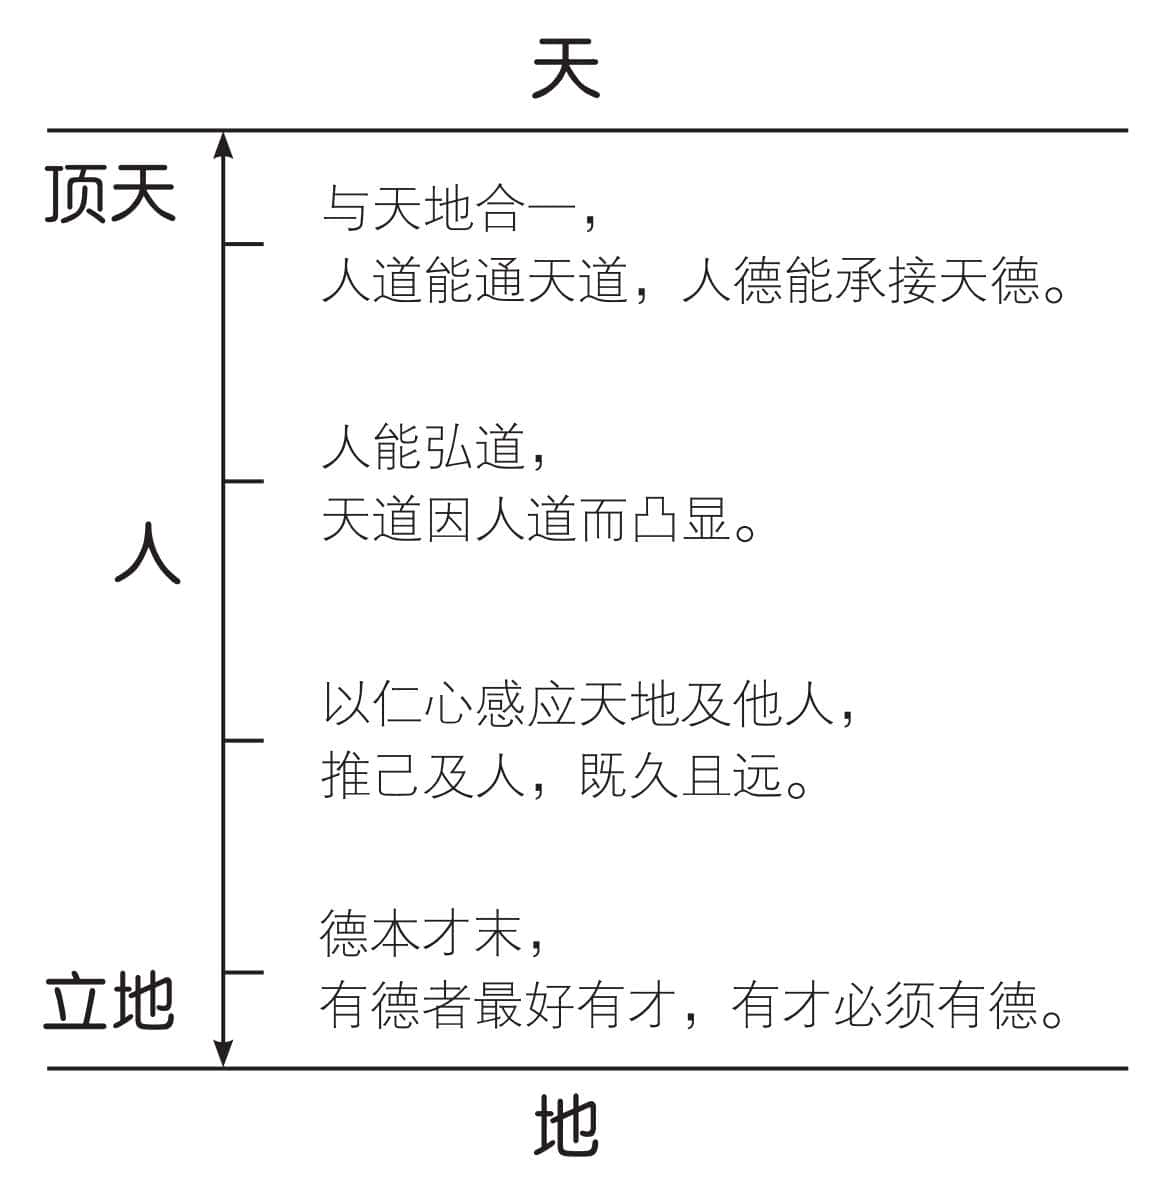 天
顶天
与天地合一，
人道能通天道，人德能承接天德。
人能弘道，
天道因人道而凸显。
人
以仁心感应天地及他人，
推己及人，既久且远。
德本才末，
立地
有德者最好有才，有才必须有德。
地